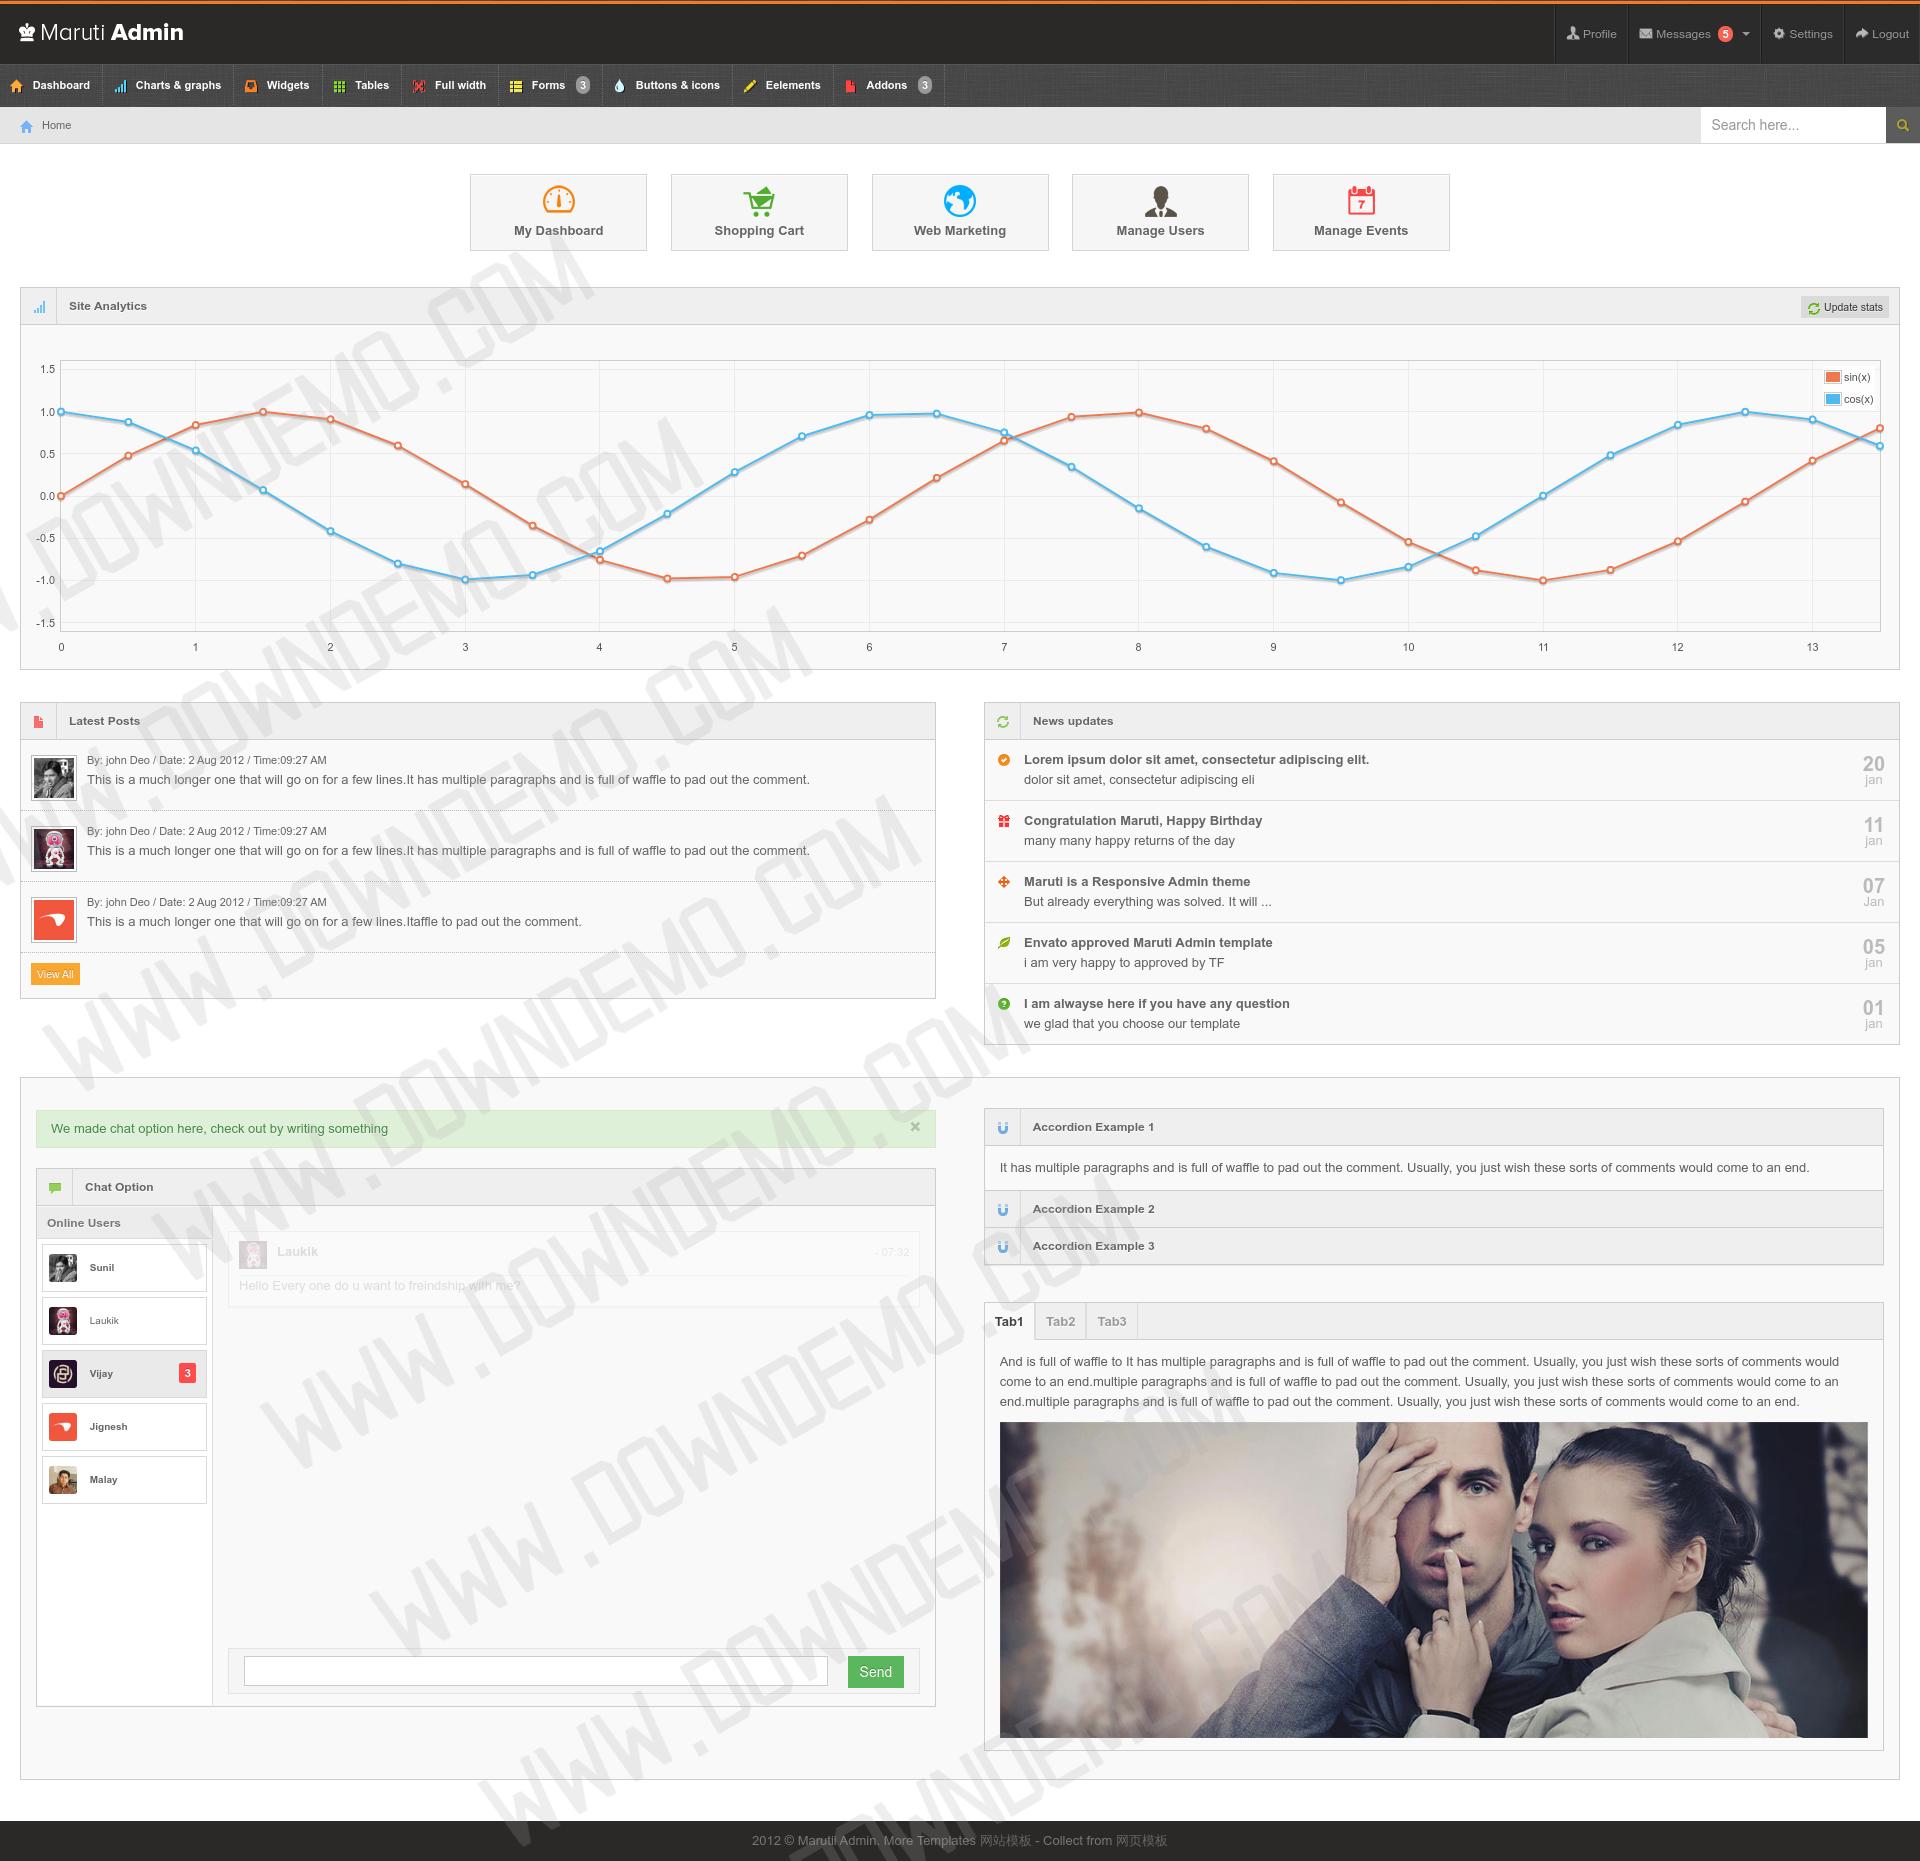 Maruti Admin
Profile Messages 5 Settings Logout
Dashboard Charts & graphs Widgets Tables Full width Forms 3 Buttons & icons Eelements Addons 3
Home
Search here...
My Dashboard
Shopping Cart
Web Marketing
Manage Users
7
Manage Events
Site Analytics
Update stats
1.5
1.0
0.5
0.0
-0.5
-1.0
-1.5
sin(x)
cos(x)
0 1 2 3 4 5 6 7 8 9 10 11 12 13
Latest Posts
By: john Deo / Date: 2 Aug 2012 / Time:09:27 AM
This is a much longer one that will go on for a few lines.It has multiple paragraphs and is full of waffle to pad out the comment.
By: john Deo / Date: 2 Aug 2012 / Time:09:27 AM
This is a much longer one that will go on for a few lines.It has multiple paragraphs and is full of waffle to pad out the comment.
By: john Deo / Date: 2 Aug 2012 / Time:09:27 AM
This is a much longer one that will go on for a few lines.Itaffle to pad out the comment.
View All
News updates
Lorem ipsum dolor sit amet, consectetur adipiscing elit.
dolor sit amet, consectetur adipiscing eli
20
jan
Congratulation Maruti, Happy Birthday
many many happy returns of the day
11
jan
Maruti is a Responsive Admin theme
But already everything was solved. It will ...
07
Jan
Envato approved Maruti Admin template
i am very happy to approved by TF
05
jan
I am alwayse here if you have any question
we glad that you choose our template
01
jan
We made chat option here, check out by writing something
×
Chat Option
Online Users
Sunil
Laukik
Vijay 3
Jignesh
Malay
Laukik
- 07:32
Hello Every one do u want to freindship with me?
Send
Accordion Example 1
It has multiple paragraphs and is full of waffle to pad out the comment. Usually, you just wish these sorts of comments would come to an end.
Accordion Example 2
Accordion Example 3
Tab1 Tab2 Tab3
And is full of waffle to It has multiple paragraphs and is full of waffle to pad out the comment. Usually, you just wish these sorts of comments would
come to an end.multiple paragraphs and is full of waffle to pad out the comment. Usually, you just wish these sorts of comments would come to an
end.multiple paragraphs and is full of waffle to pad out the comment. Usually, you just wish these sorts of comments would come to an end.
2012 © Marutii Admin. More Templates 网站模板 - Collect from 网页模板
WWW.DOWNDEMO.COM
WWW.DOWNDEMO.COM
WWW.DOWNDEMO.COM
WWW.DOWNDEMO.COM
WWW.DOWNDEMO.COM
WWW.DOWNDEMO.COM
WWW.DOWNDEMO.COM